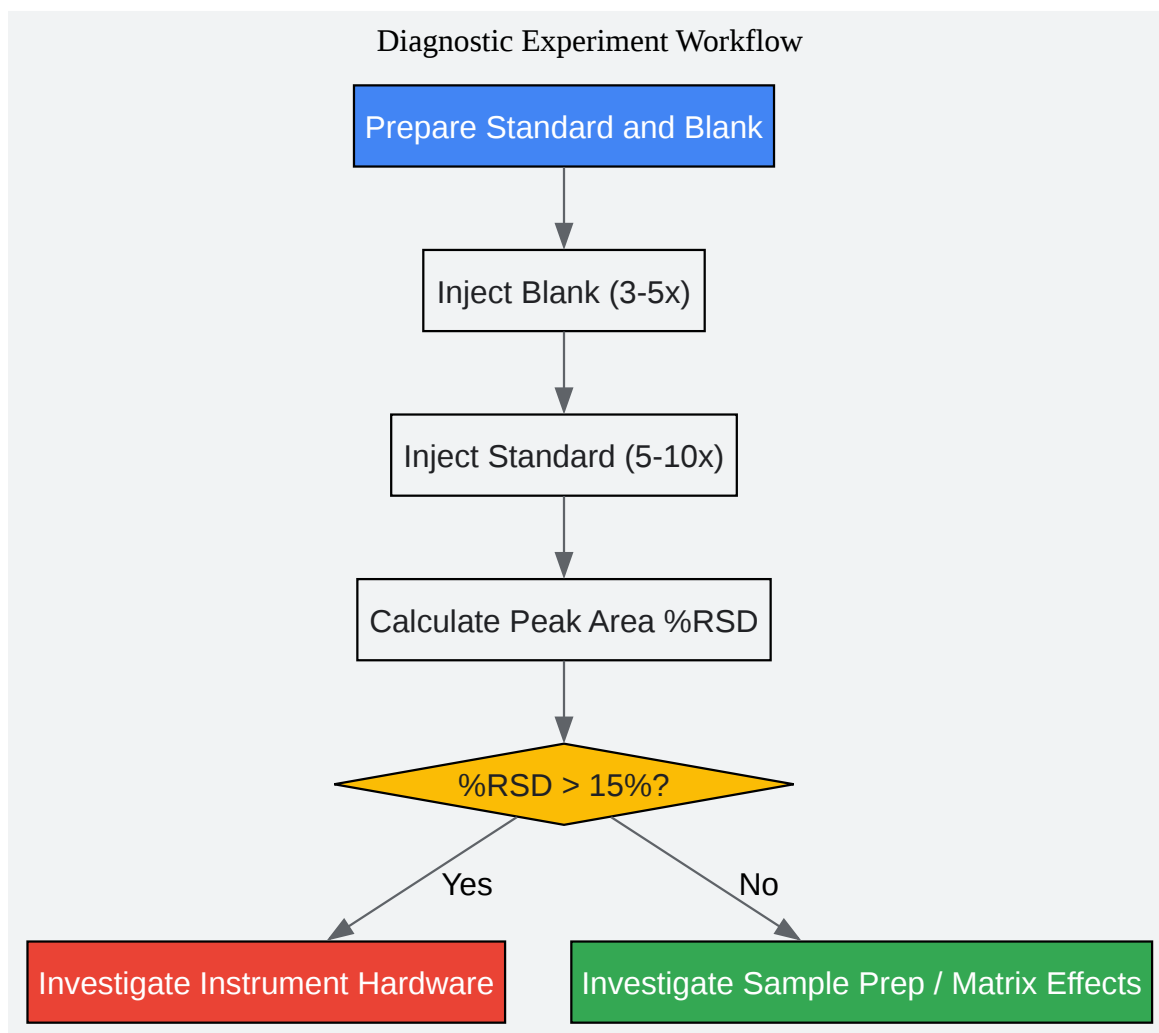 Diagnostic Experiment Workflow
Prepare Standard and Blank
Inject Blank (3-5x)
Inject Standard (5-10x)
Calculate Peak Area %RSD
%RSD > 15%?
Yes
No
Investigate Instrument Hardware
Investigate Sample Prep / Matrix Effects